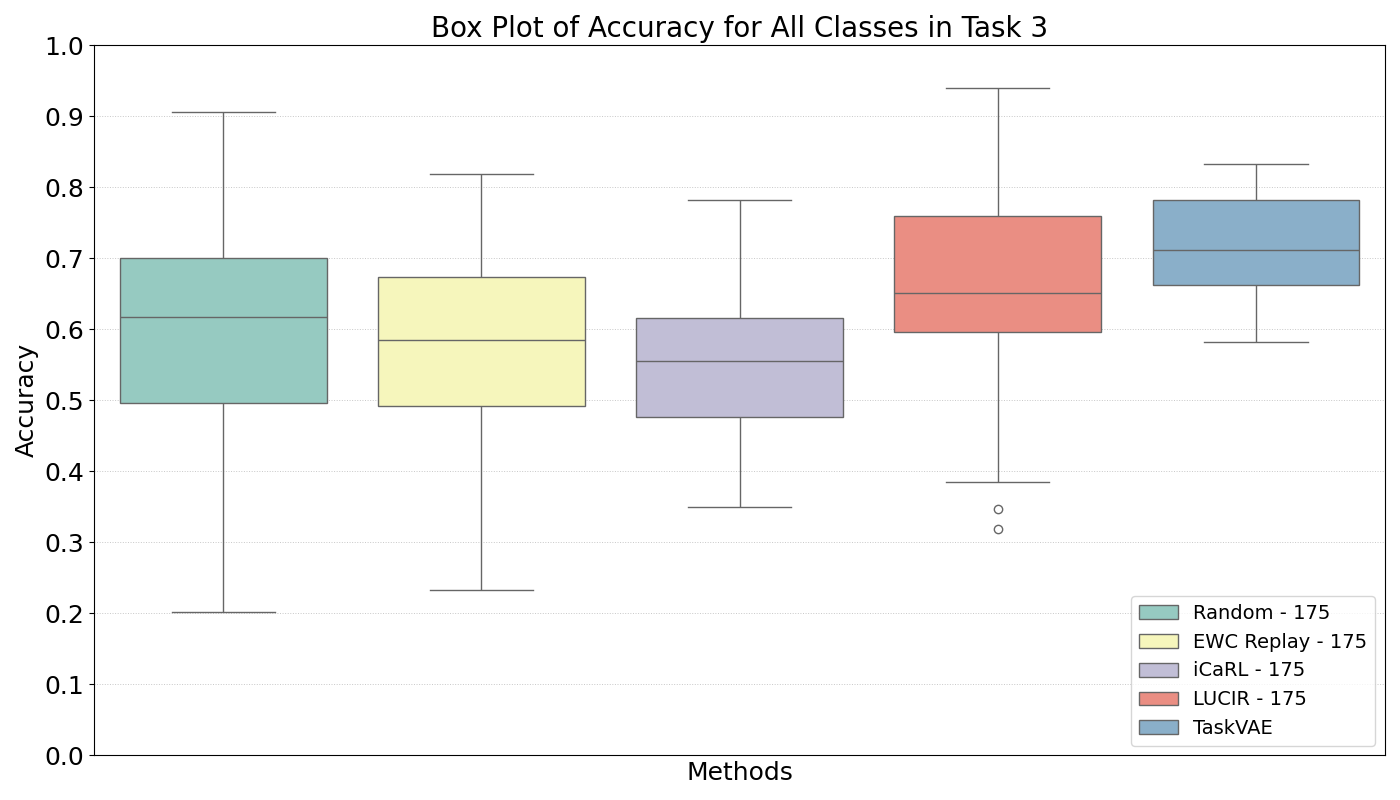 Box Plot of Accuracy for All Classes in Task 3
1.0
0.9
0.8
0.7
0.6
0.5
0.4
0.3
0.2
0.1
0.0
Accuracy
Methods
Random - 175
EWC Replay - 175
iCaRL - 175
LUCIR - 175
TaskVAE